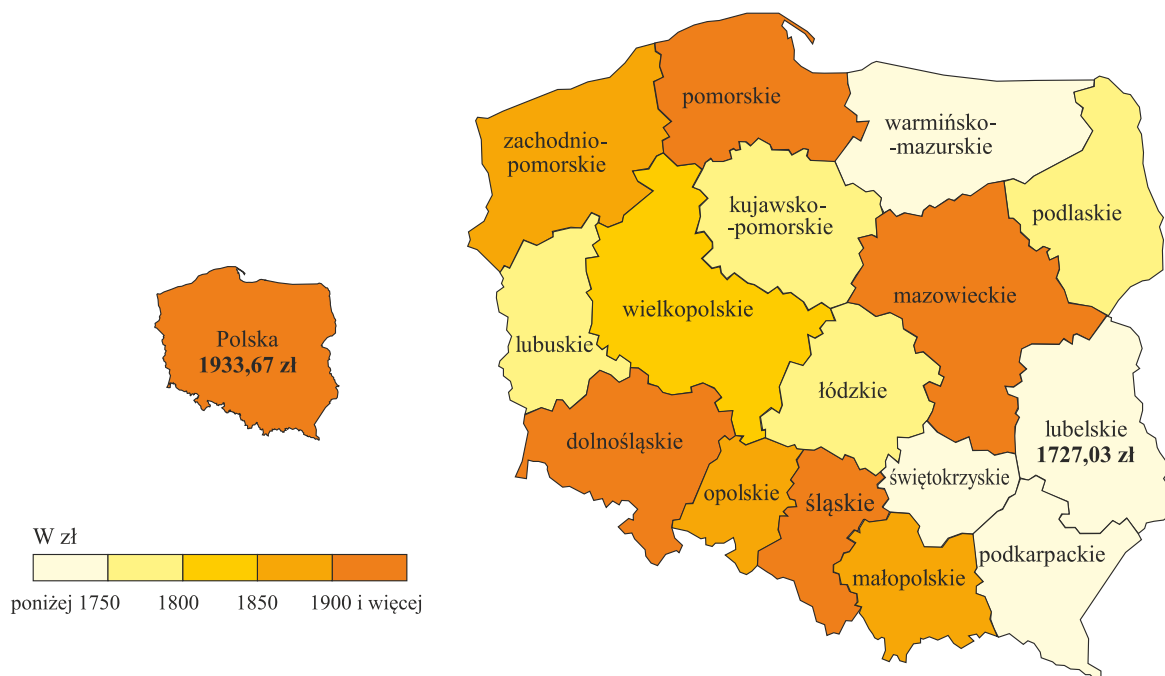 pomorskie
warmińsko-
-mazurskie
zachodnio-
pomorskie
kujawsko-
-pomorskie
podlaskie
mazowieckie
wielkopolskie
lubuskie
Polska
1933,67 zł
łódzkie
dolnośląskie
lubelskie
1727,03 zł
opolskie
śląskie
świętokrzyskie
podkarpackie
małopolskie
W zł
poniżej 1750 1800 1850 1900 i więcej